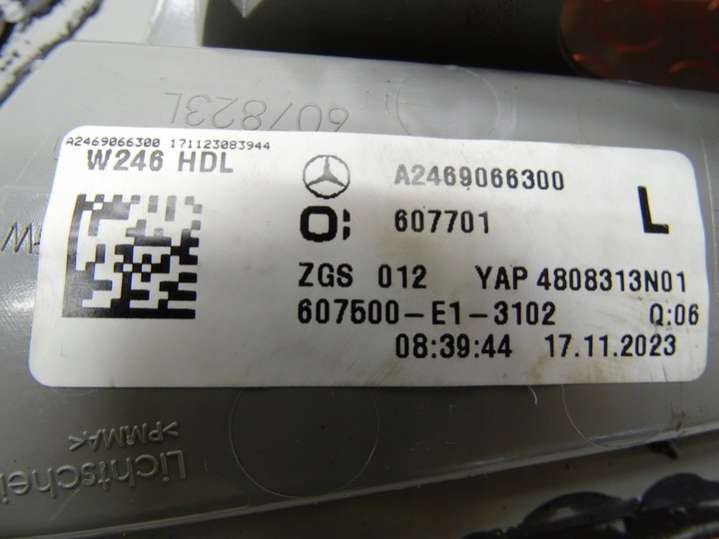 607823L
A2469066300 171123083944
W246 HDL
A2469066300
O: 607701
L
ZGS 012 YAP 4808313N01
607500-E1-3102 Q:06
08:39:44 17.11.2023
>PMMA<